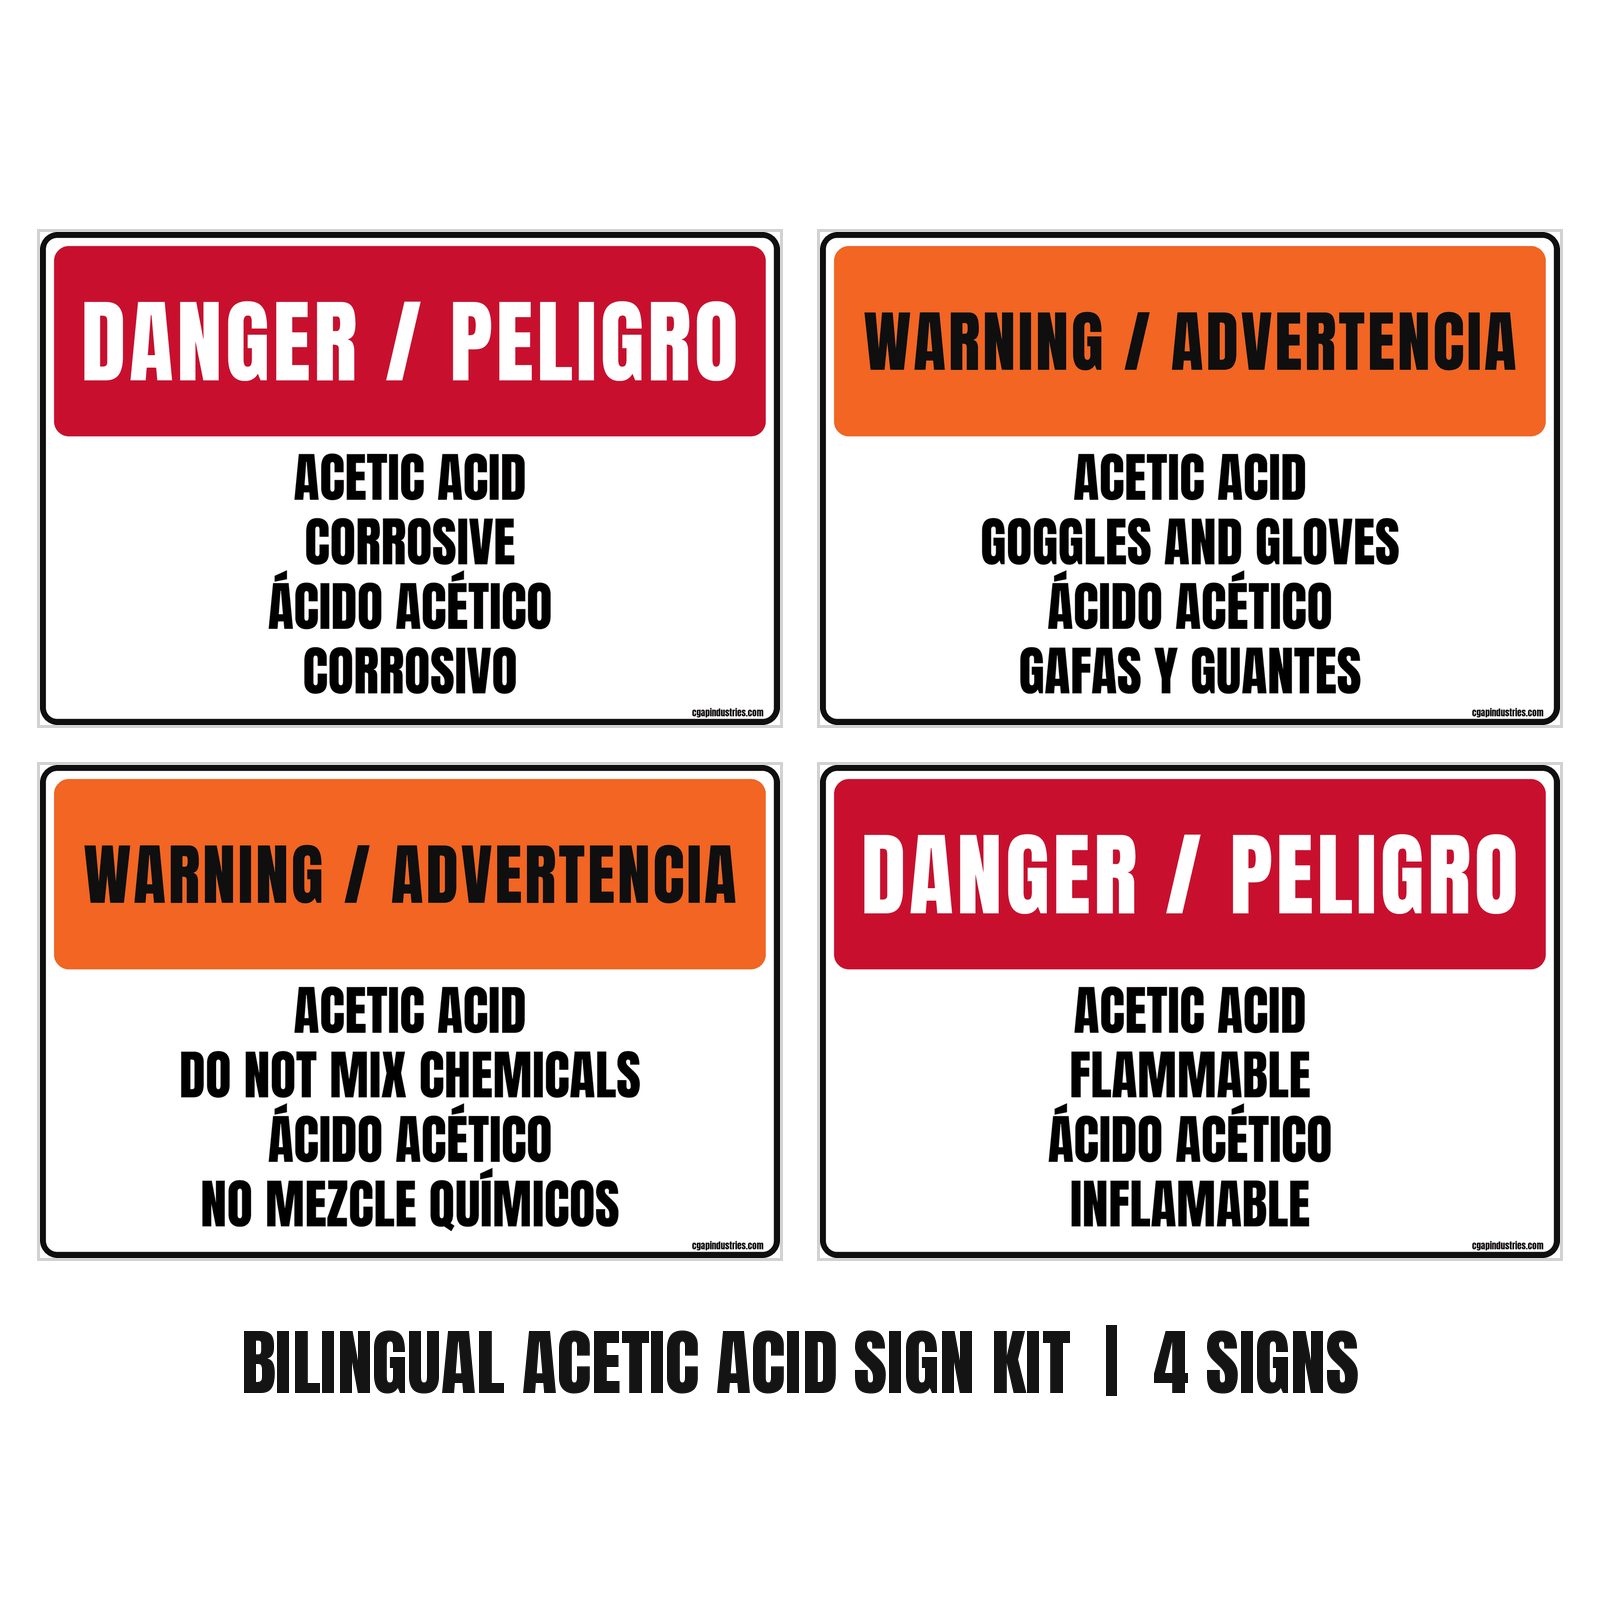 DANGER / PELIGRO
ACETIC ACID
CORROSIVE
ÁCIDO ACÉTICO
CORROSIVO
cgapindustries.com
WARNING / ADVERTENCIA
ACETIC ACID
GOGGLES AND GLOVES
ÁCIDO ACÉTICO
GAFAS Y GUANTES
cgapindustries.com
WARNING / ADVERTENCIA
ACETIC ACID
DO NOT MIX CHEMICALS
ÁCIDO ACÉTICO
NO MEZCLE QUÍMICOS
cgapindustries.com
DANGER / PELIGRO
ACETIC ACID
FLAMMABLE
ÁCIDO ACÉTICO
INFLAMABLE
cgapindustries.com
BILINGUAL ACETIC ACID SIGN KIT | 4 SIGNS